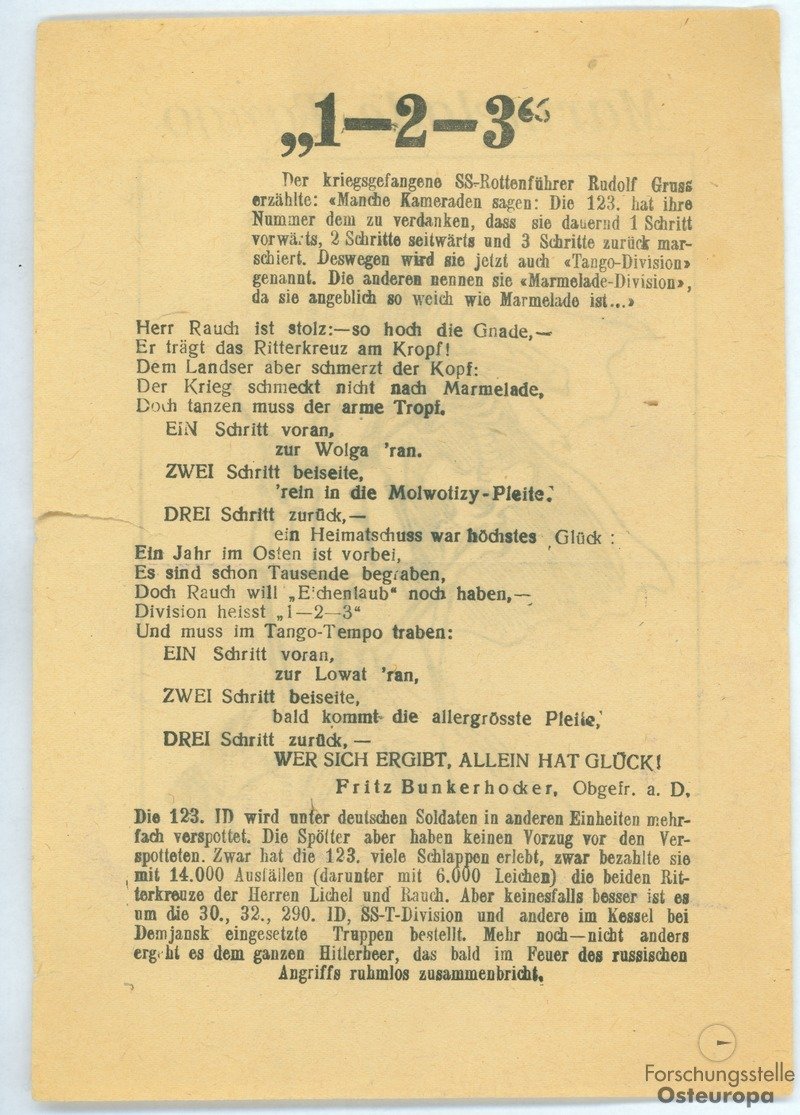 „1—2—3“
Der kriegsgefangene SS-Rottenführer Rudolf Gruss
erzählte: «Manche Kameraden sagen: Die 123. hat ihre
Nummer dem zu verdanken, dass sie dauernd 1 Schritt
vorwärts, 2 Schritte seitwärts und 3 Schritte zurück mar-
schiert. Deswegen wird sie jetzt auch «Tango-Division»
genannt. Die anderen nennen sie «Marmelade-Division»,
da sie angeblich so weich wie Marmelade ist...»
Herr Rauch ist stolz:—so hoch die Gnade,—
Er trägt das Ritterkreuz am Kropf!
Dem Landser aber schmerzt der Kopf:
Der Krieg schmeckt nicht nach Marmelade,
Doch tanzen muss der arme Tropf.
EIN Schritt voran,
zur Wolga 'ran.
ZWEI Schritt beiseite,
'rein in die Molwotizy-Pleite.
DREI Schritt zurück,—
ein Heimatschuss war höchstes Glück:
Ein Jahr im Osten ist vorbei,
Es sind schon Tausende begraben,
Doch Rauch will „Eichenlaub“ noch haben,—
Division heisst „1—2—3“
Und muss im Tango-Tempo traben:
EIN Schritt voran,
zur Lowat 'ran,
ZWEI Schritt beiseite,
bald kommt die allergrösste Pleite,
DREI Schritt zurück, —
WER SICH ERGIBT, ALLEIN HAT GLÜCK!
Fritz Bunkerhocker, Obgefr. a. D.
Die 123. ID wird unter deutschen Soldaten in anderen Einheiten mehr-
fach verspottet. Die Spötter aber haben keinen Vorzug vor den Ver-
spotteten. Zwar hat die 123. viele Schlappen erlebt, zwar bezahlte sie
mit 14.000 Ausfällen (darunter mit 6.000 Leichen) die beiden Rit-
terkreuze der Herren Lichel und Rauch. Aber keinesfalls besser ist es
um die 30., 32., 290. ID, SS-T-Division und andere im Kessel bei
Demjansk eingesetzte Truppen bestellt. Mehr noch—nicht anders
ergeht es dem ganzen Hitlerheer, das bald im Feuer des russischen
Angriffs ruhmlos zusammenbricht.
Forschungsstelle
Osteuropa